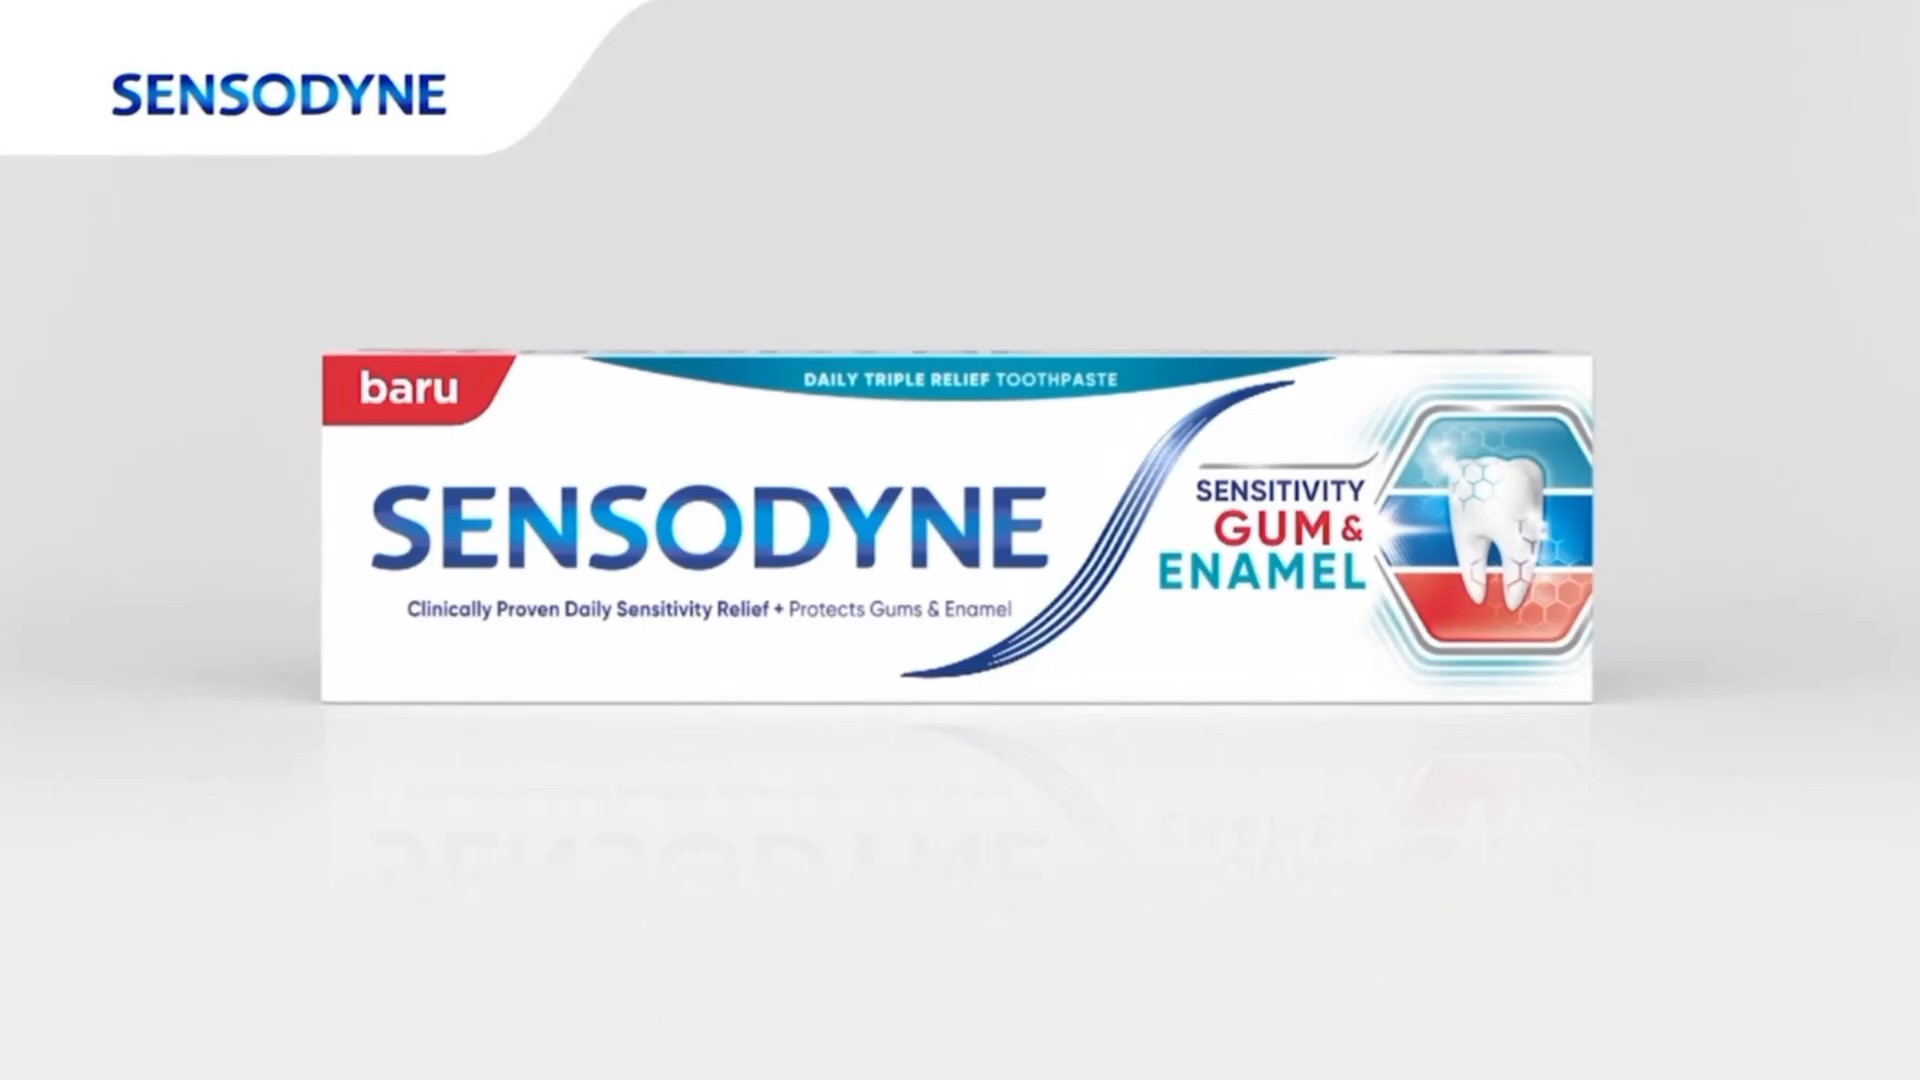 SENSODYNE
baru
DAILY TRIPLE RELIEF TOOTHPASTE
SENSODYNE
Clinically Proven Daily Sensitivity Relief + Protects Gums & Enamel
SENSITIVITY
GUM &
ENAMEL